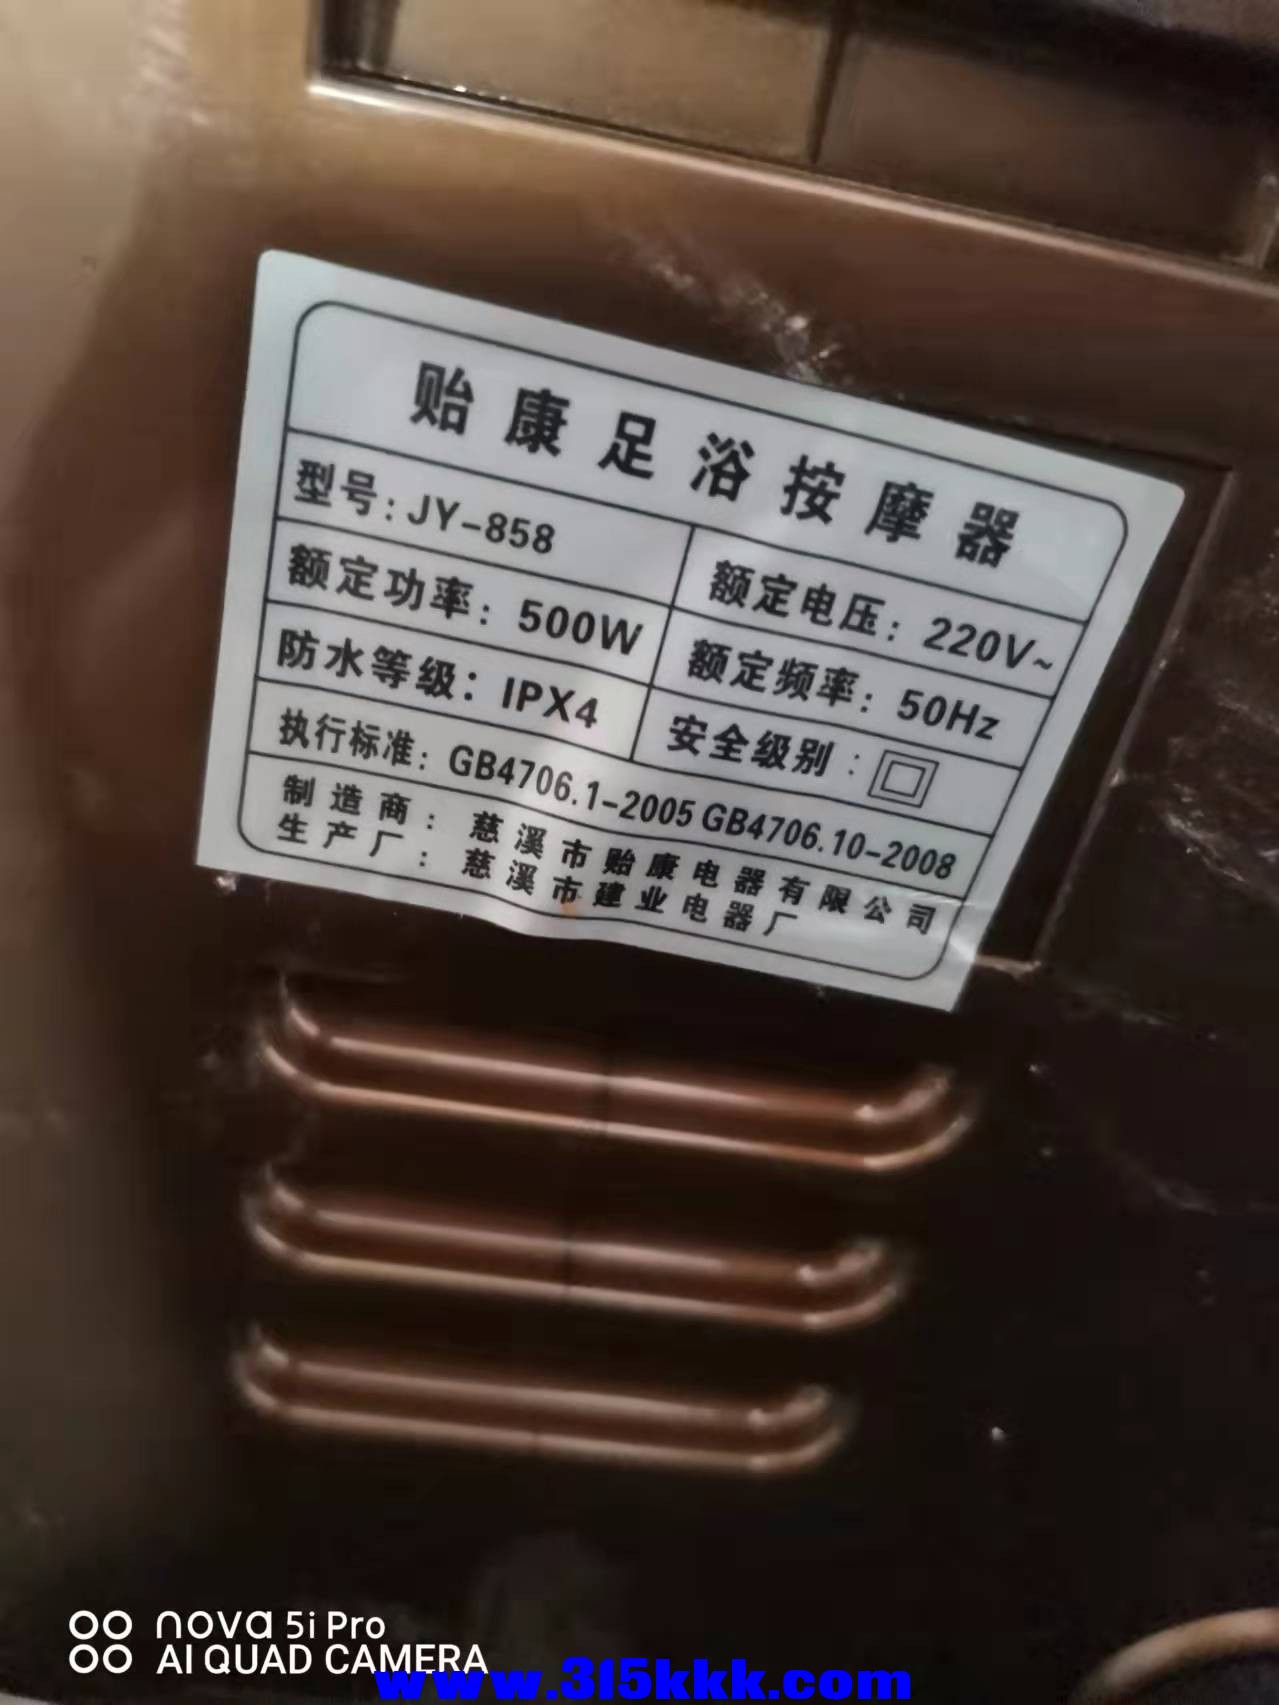 贻康足浴按摩器
型号：JY-858
额定电压：220V~
额定功率：500W
额定频率：50Hz
防水等级：IPX4
安全级别：
执行标准：GB4706.1-2005 GB4706.10-2008
制造商：慈溪市贻康电器有限公司
生产厂：慈溪市建业电器厂
nova 5i Pro
AI QUAD CAMERA
www.315kkk.com